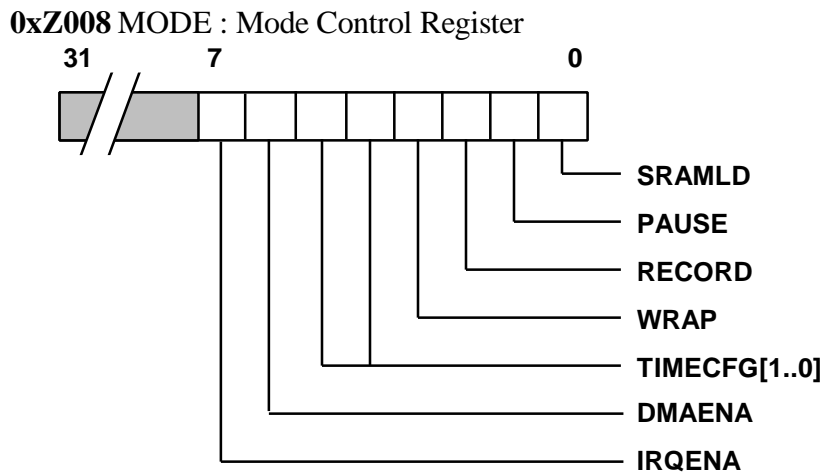 0xZ008 MODE : Mode Control Register
31 7 0
SRAMLD
PAUSE
RECORD
WRAP
TIMECFG[1..0]
DMAENA
IRQENA